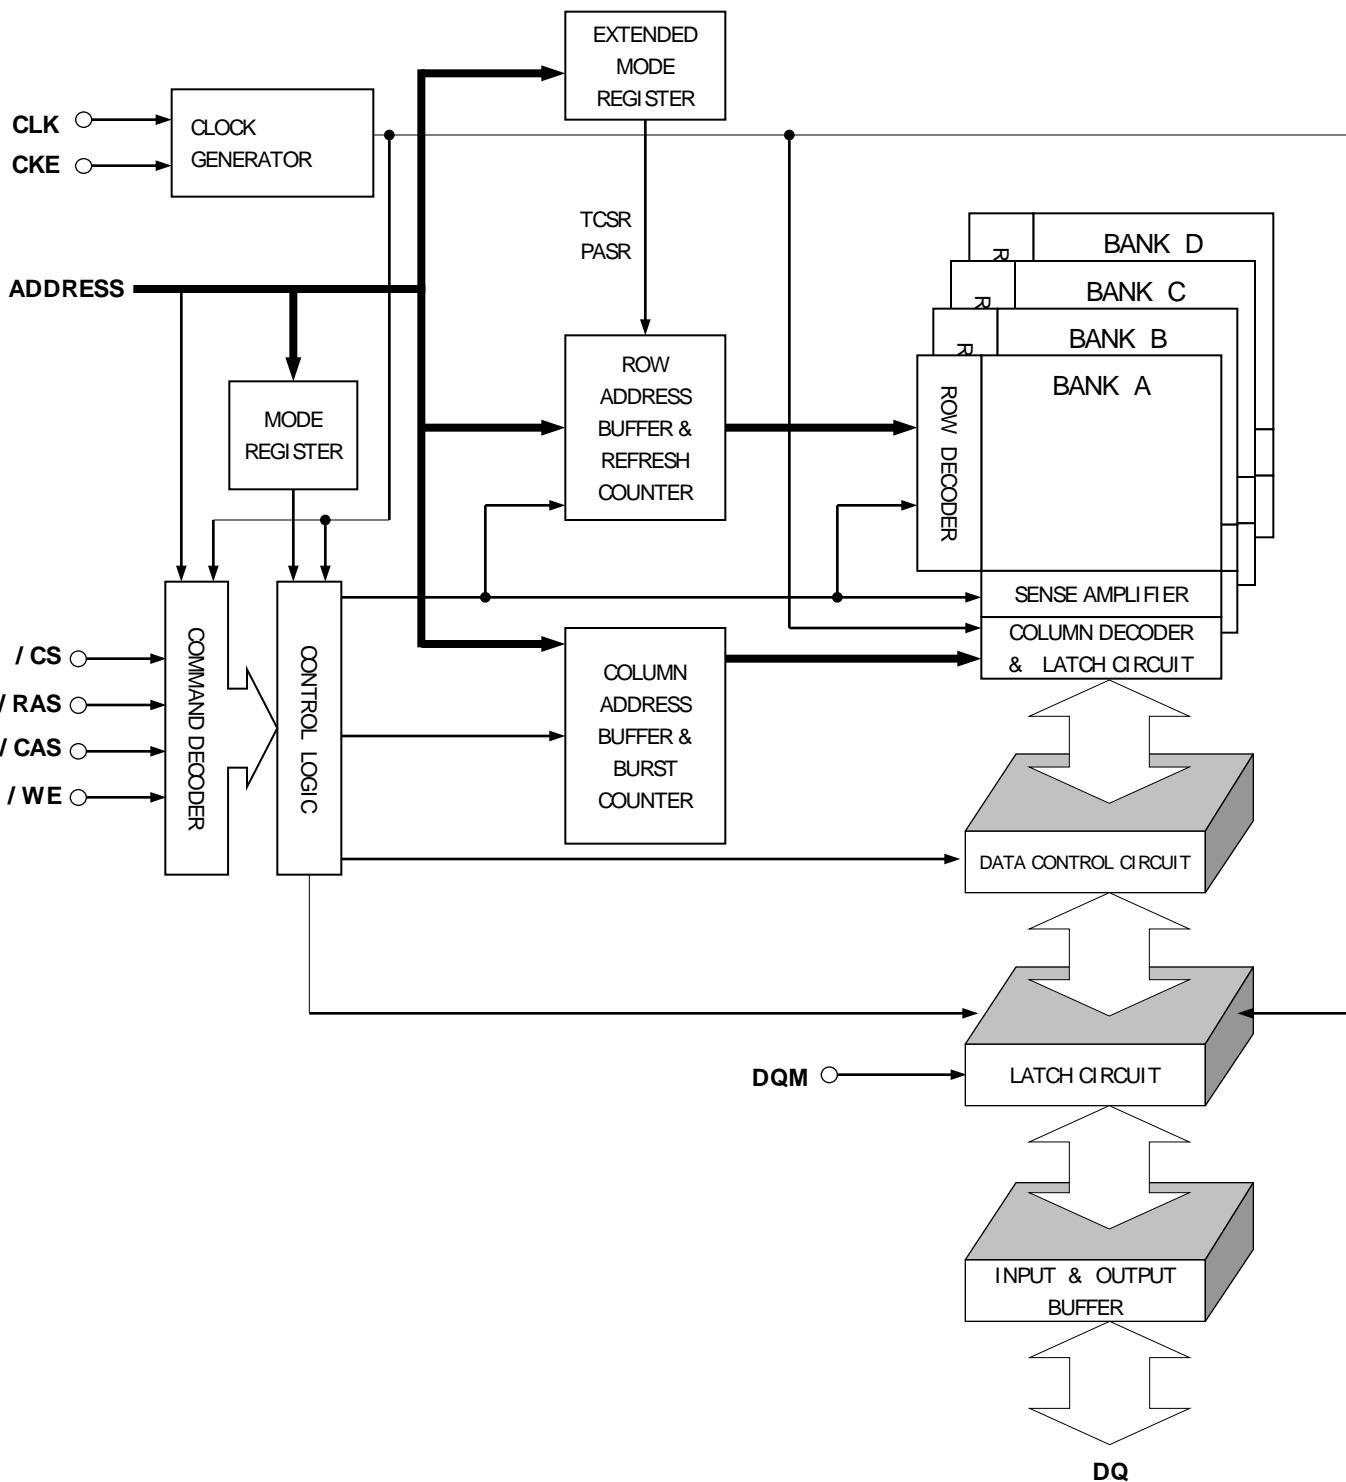 EXTENDED
MODE
REGISTER
CLK
CKE
CLOCK
GENERATOR
TCSR
PASR
ADDRESS
BANK D
R
BANK C
R
BANK B
R
BANK A
ROW DECODER
ROW
ADDRESS
BUFFER &
REFRESH
COUNTER
MODE
REGISTER
SENSE AMPLIFIER
COLUMN DECODER
& LATCH CIRCUIT
/ CS
/ RAS
/ CAS
/ WE
COMMAND DECODER
CONTROL LOGIC
COLUMN
ADDRESS
BUFFER &
BURST
COUNTER
DATA CONTROL CIRCUIT
DQM
LATCH CIRCUIT
INPUT & OUTPUT
BUFFER
DQ